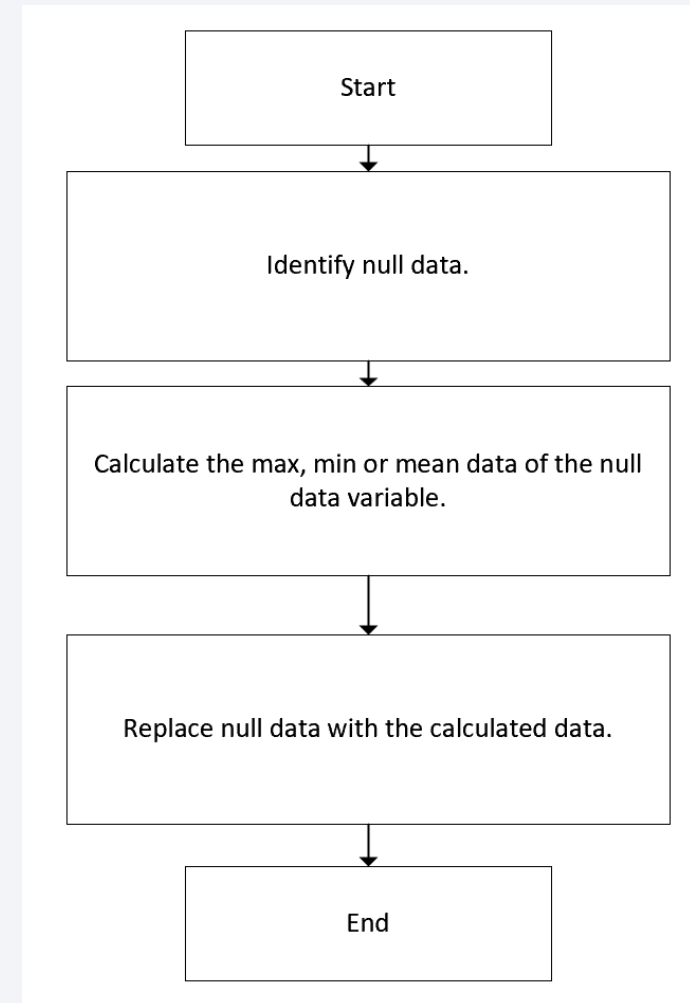 Start
Identify null data.
Calculate the max, min or mean data of the null
data variable.
Replace null data with the calculated data.
End